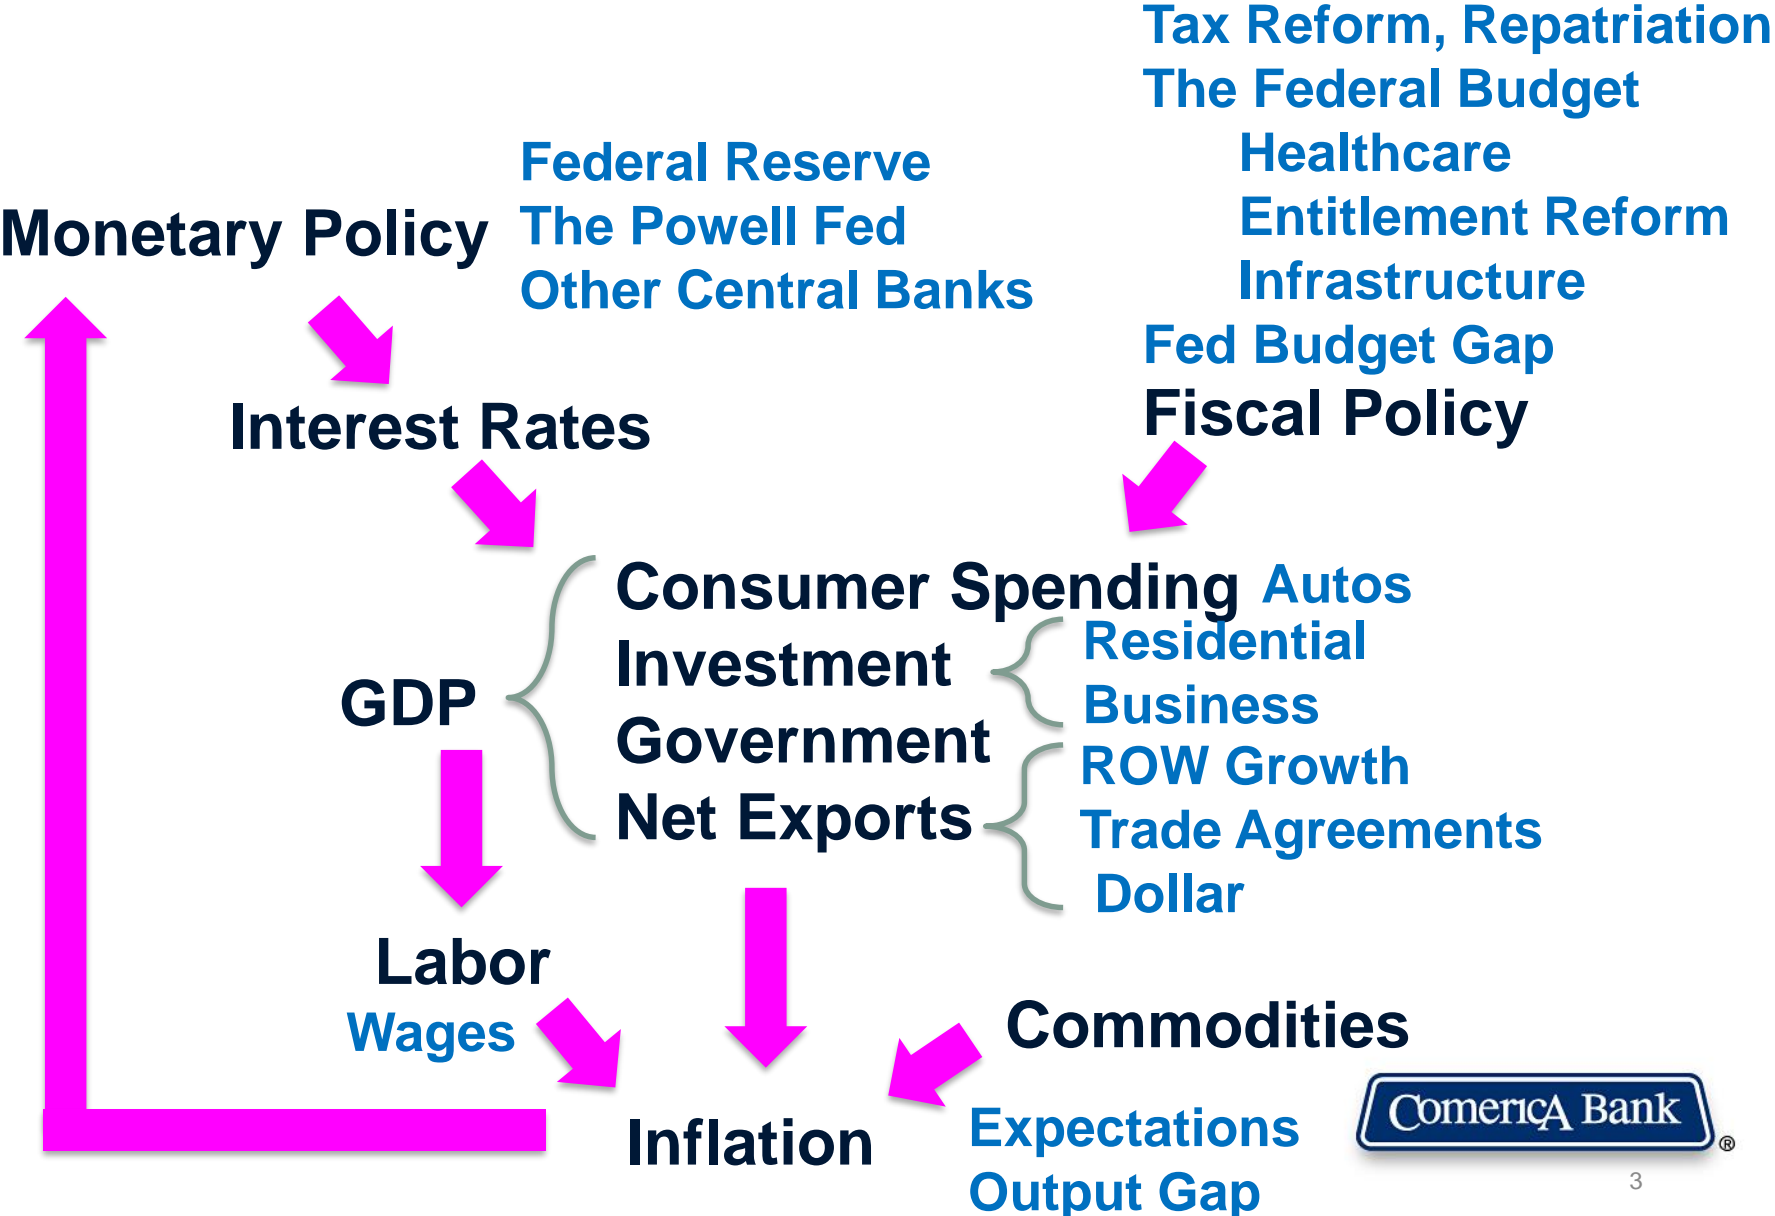 Tax Reform, Repatriation
The Federal Budget
Healthcare
Entitlement Reform
Infrastructure
Fed Budget Gap
Fiscal Policy
Federal Reserve
The Powell Fed
Other Central Banks
Monetary Policy
Interest Rates
Consumer Spending Autos
Investment
Residential
Business
GDP
Government
Net Exports
ROW Growth
Trade Agreements
Dollar
Labor
Wages
Commodities
Inflation
Expectations
Output Gap
ComericA Bank ®
3